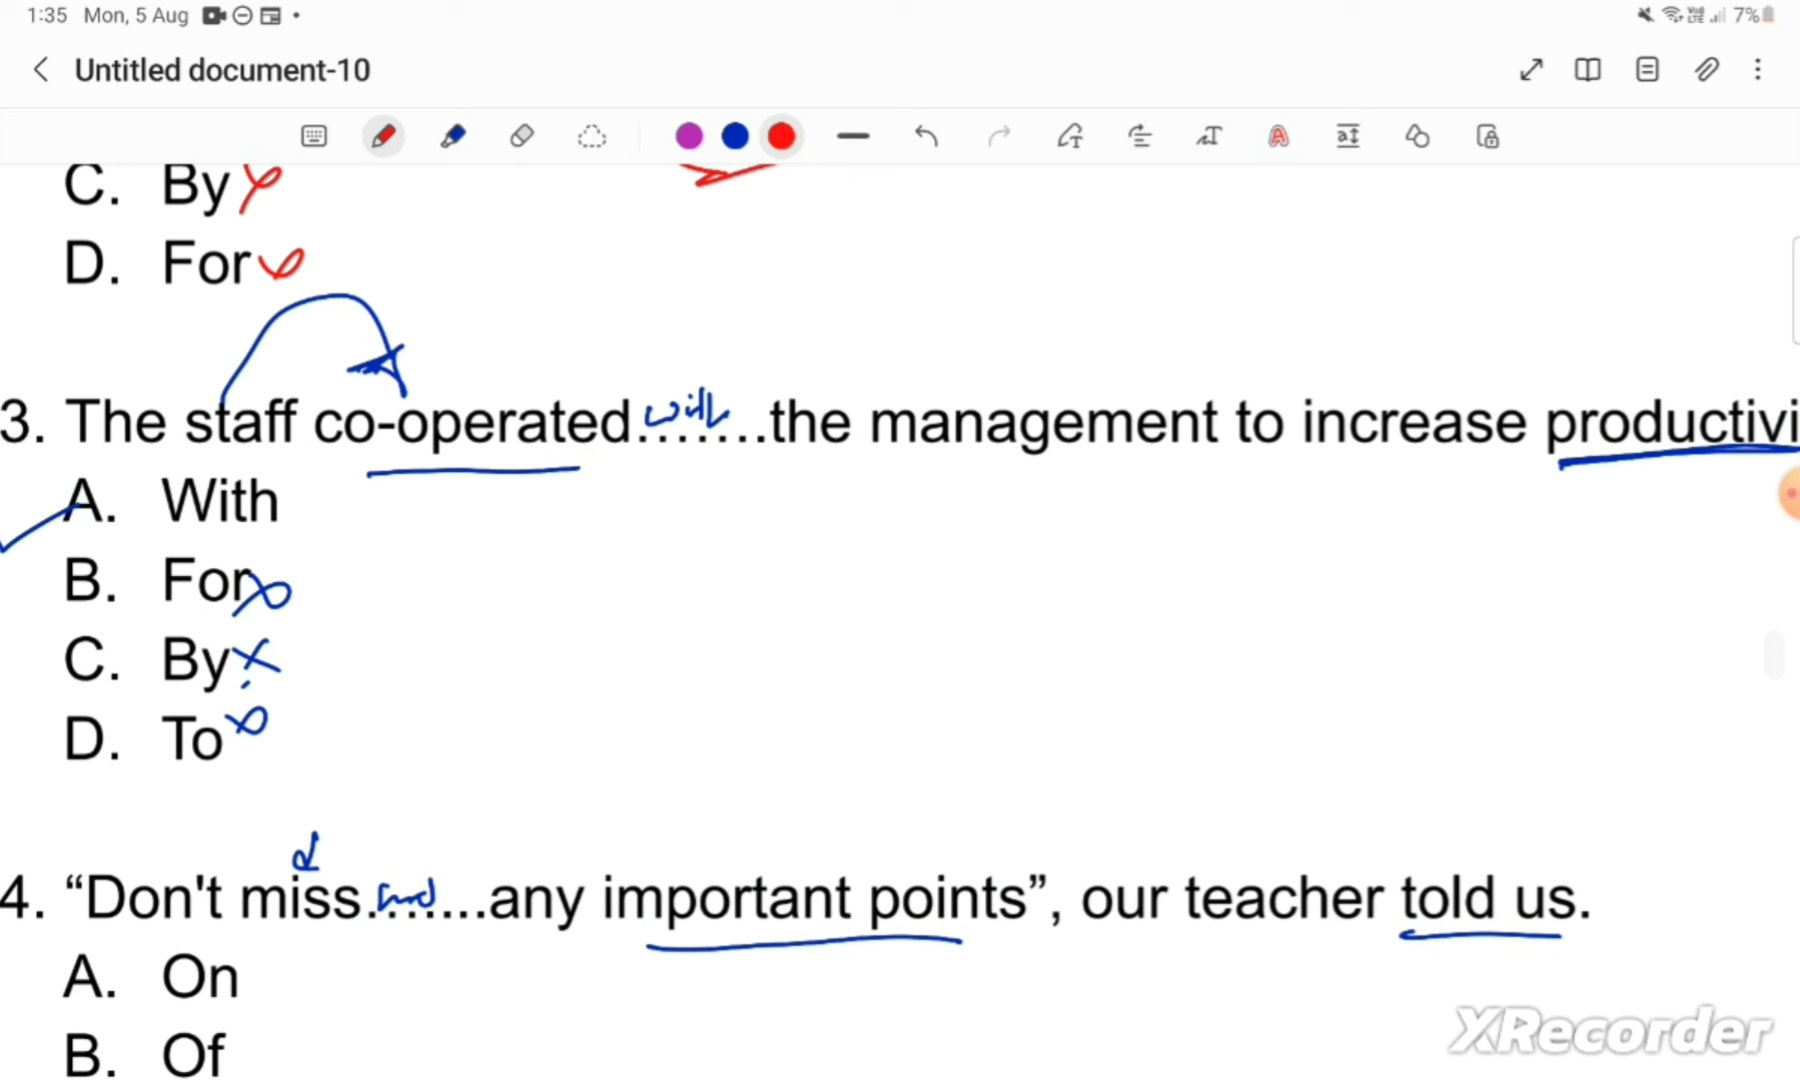 1:35 Mon, 5 Aug 7%
Untitled document-10
C. By
D. For
3. The staff co-operated.with.the management to increase productivi
A. With
B. For
C. By
D. To
4. “Don't miss.......any important points”, our teacher told us.
A. On
B. Of
XRecorder